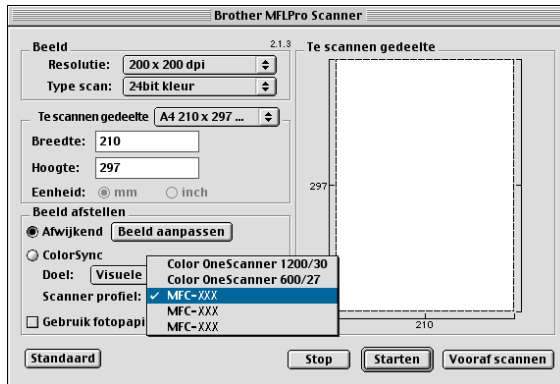 Brother MFLPro Scanner
Beeld
2.1.3
Resolutie: 200 x 200 dpi
Type scan: 24bit kleur
Te scannen gedeelte A4 210 x 297 ...
Breedte: 210
Hoogte: 297
Eenheid: mm inch
Beeld afstellen
Afwijkend Beeld aanpassen
ColorSync
Doel: Visuele
Scanner profiel:
Gebruik fotopapi
Color OneScanner 1200/30
Color OneScanner 600/27
✓ MFC-XXX
MFC-XXX
MFC-XXX
Te scannen gedeelte
297
210
Standaard
Stop
Starten
Vooraf scannen